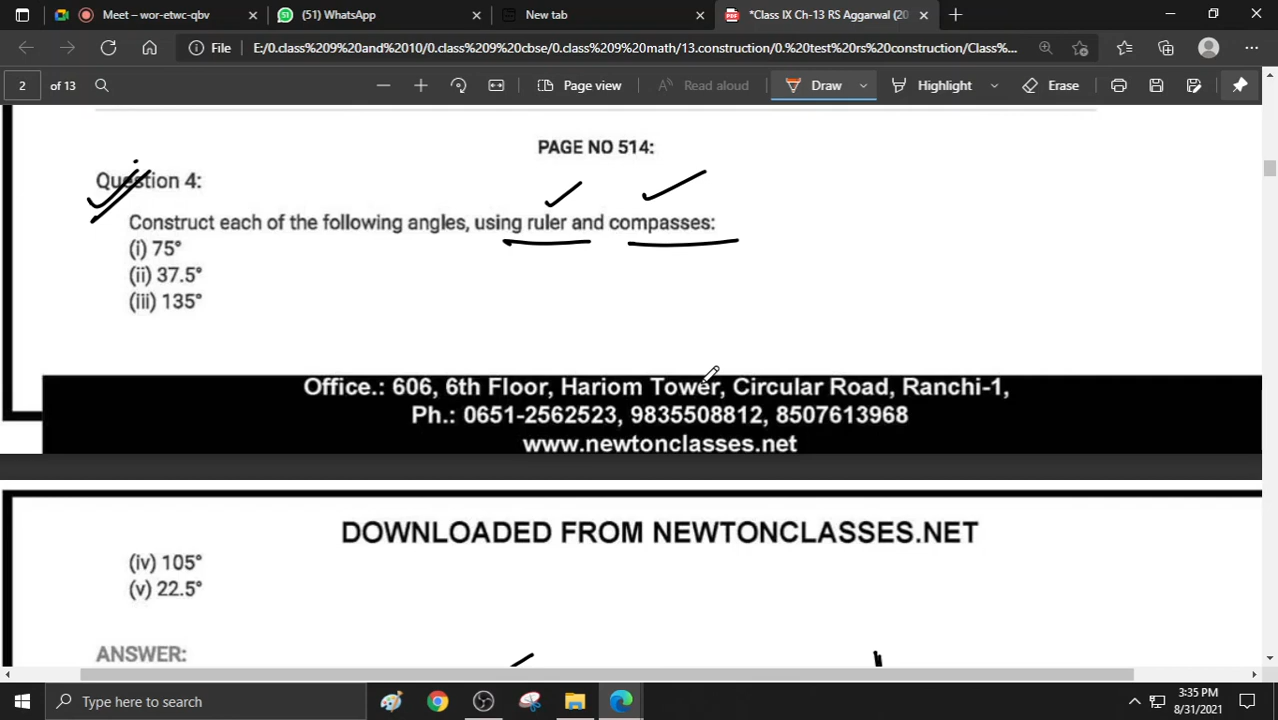 Meet – wor-etwc-qbv
(51) WhatsApp
New tab
*Class IX Ch-13 RS Aggarwal (20
File
E:/0.class%209%20and%2010/0.class%209%20cbse/0.class%209%20math/13.construction/0.%20test%20rs%20construction/Class%...
2 of 13
Page view
Read aloud
Draw
Highlight
Erase
PAGE NO 514:
Question 4:
Construct each of the following angles, using ruler and compasses:
(i) 75°
(ii) 37.5°
(iii) 135°
Office.: 606, 6th Floor, Hariom Tower, Circular Road, Ranchi-1,
Ph.: 0651-2562523, 9835508812, 8507613968
www.newtonclasses.net
DOWNLOADED FROM NEWTONCLASSES.NET
(iv) 105°
(v) 22.5°
ANSWER:
Type here to search
3:35 PM
8/31/2021